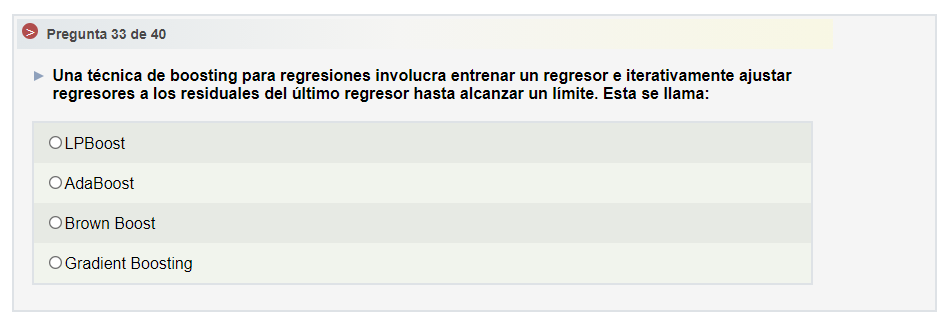 Pregunta 33 de 40
Una técnica de boosting para regresiones involucra entrenar un regresor e iterativamente ajustar
regresores a los residuales del último regresor hasta alcanzar un límite. Esta se llama:
LPBoost
AdaBoost
Brown Boost
Gradient Boosting